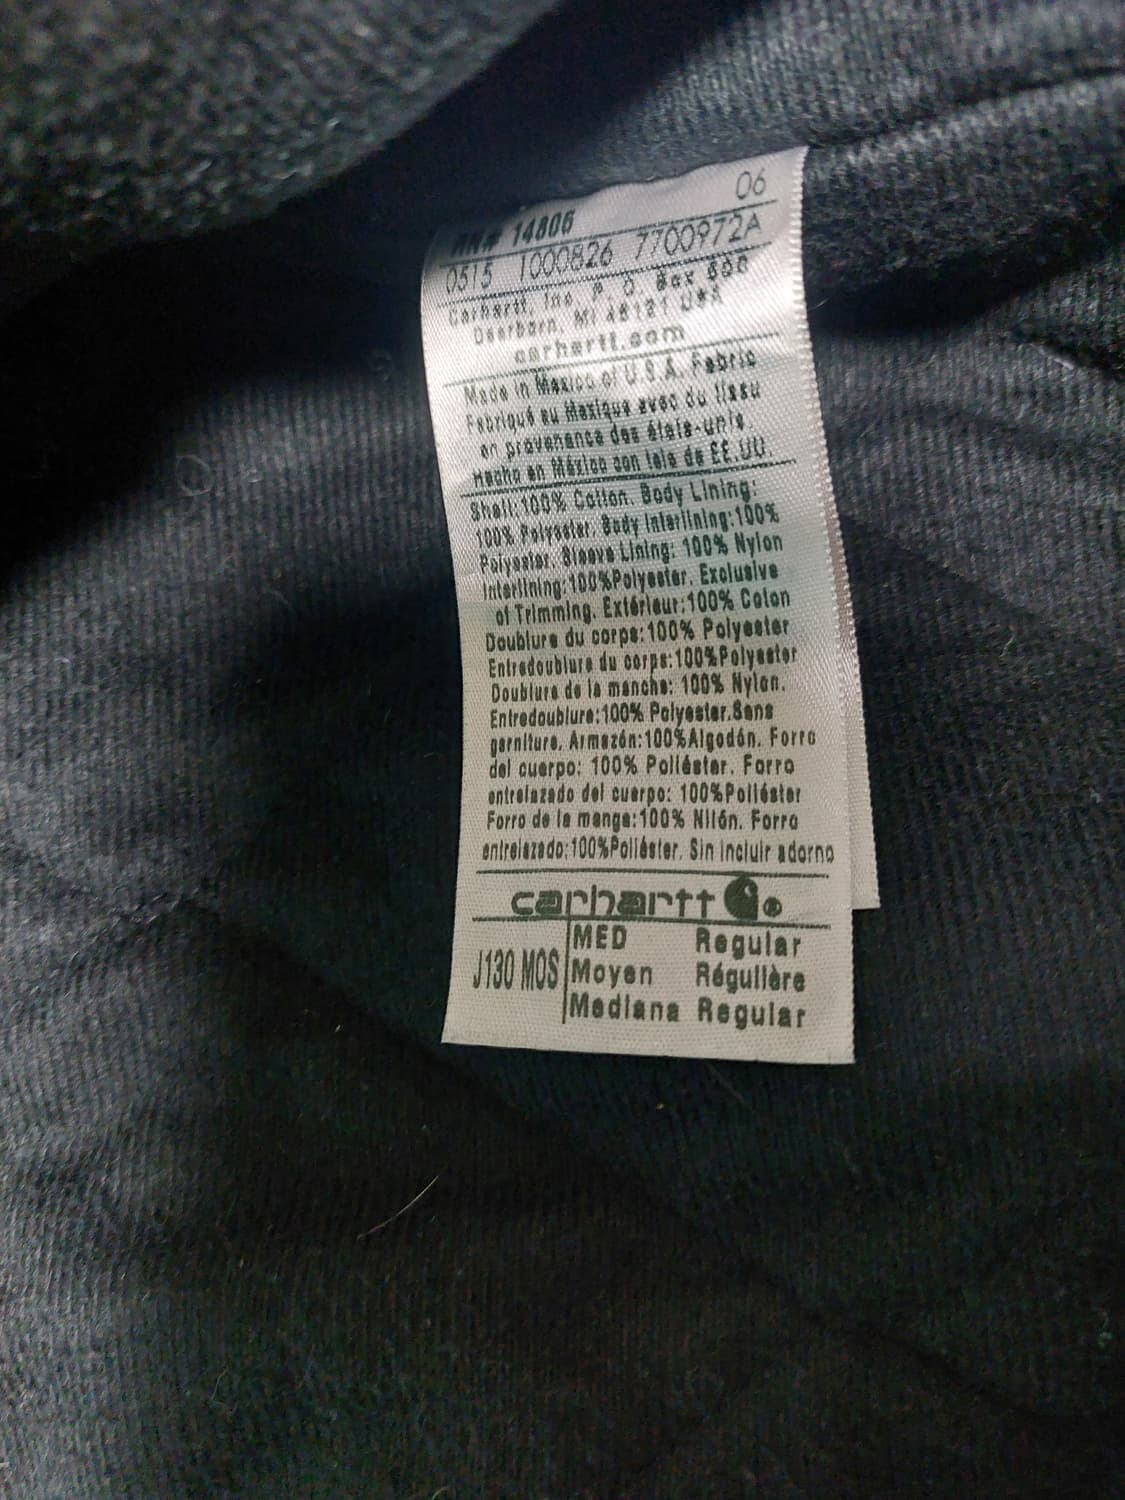 06
RN# 14806
0515 1000826 7700972A
Carhartt, Inc. P. O. Box 600
Dearborn, MI 48121 USA
carhartt.com
Made in Mexico of U.S.A. Fabric
Fabriqué au Mexique avec du tissu
en provenance des états-unis.
Hecho en México con tela de EE.UU.
Shell:100% Cotton. Body Lining:
100% Polyester. Body Interlining:100%
Polyester. Sleeve Lining: 100% Nylon
Interlining:100%Polyester. Exclusive
of Trimming. Extérieur:100% Coton
Doublure du corps:100% Polyester
Entredoublure du corps:100%Polyester
Doublure de la manche: 100% Nylon.
Entredoublure:100% Polyester.Sans
garniture. Armazón:100%Algodón. Forro
del cuerpo: 100% Poliéster. Forro
entrelazado del cuerpo: 100%Poliéster
Forro de la manga:100% Nilón. Forro
entrelazado:100%Poliéster. Sin incluir adorno
carhartt ®
J130 MOS
MED Regular
Moyen Régulière
Mediana Regular